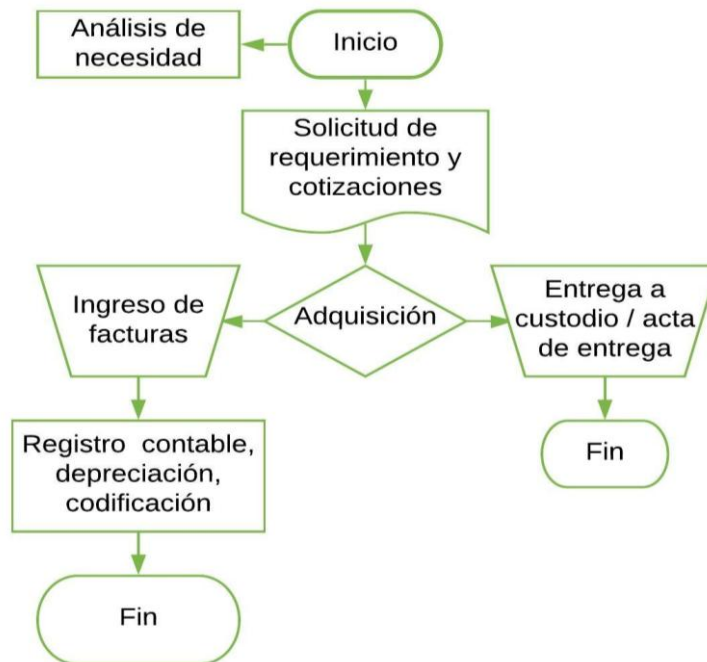 Análisis de
necesidad
Inicio
Solicitud de
requerimiento y
cotizaciones
Ingreso de
facturas
Adquisición
Entrega a
custodio / acta
de entrega
Registro contable,
depreciación,
codificación
Fin
Fin